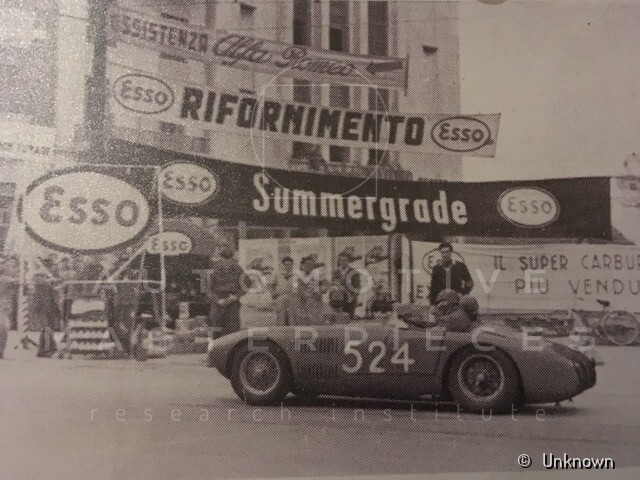 ASSISTENZA Alfa Romeo
Esso RIFORNIMENTO Esso
Esso Summergrade Esso
Esso
Esso
IL SUPER CARBU
PIÙ VENDU
524
AUTOMOTIVE
MASTERPIECES
research institute
© Unknown